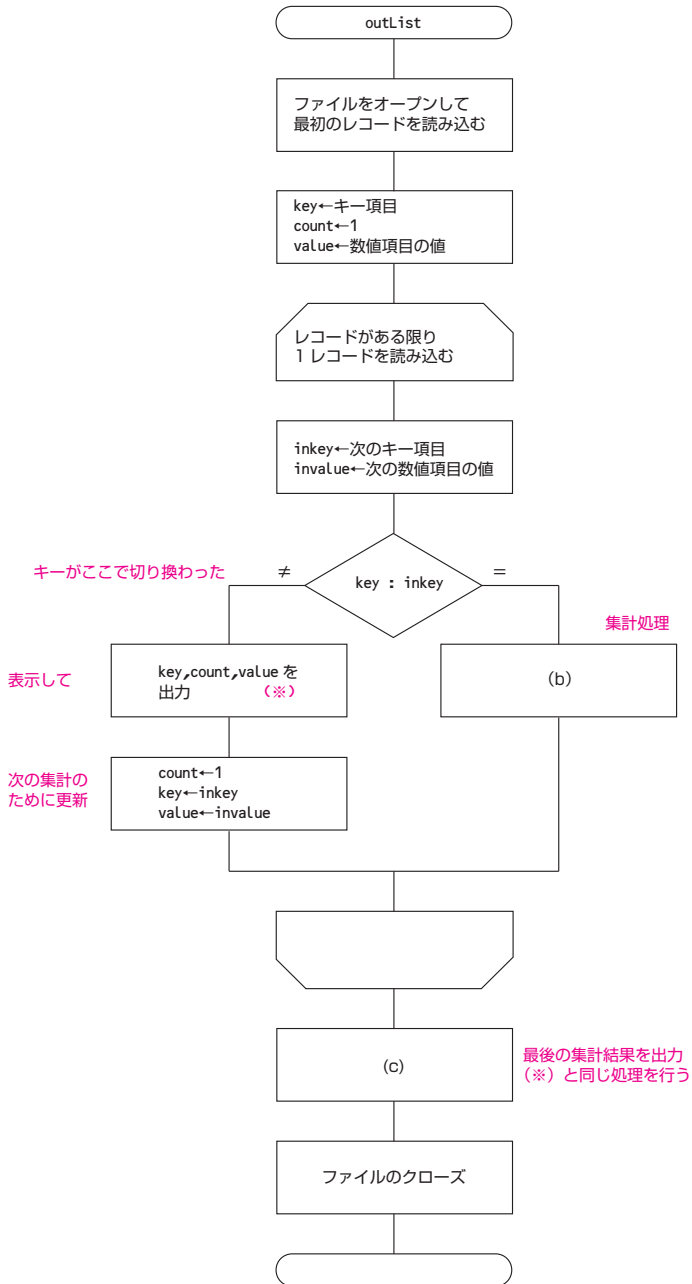 outList
ファイルをオープンして
最初のレコードを読み込む
key←キー項目
count←1
value←数値項目の値
レコードがある限り
1 レコードを読み込む
inkey←次のキー項目
invalue←次の数値項目の値
キーがここで切り換わった
≠
key : inkey
=
集計処理
表示して
key,count,value を
出力 (※)
(b)
次の集計の
ために更新
count←1
key←inkey
value←invalue
(c)
最後の集計結果を出力
(※) と同じ処理を行う
ファイルのクローズ